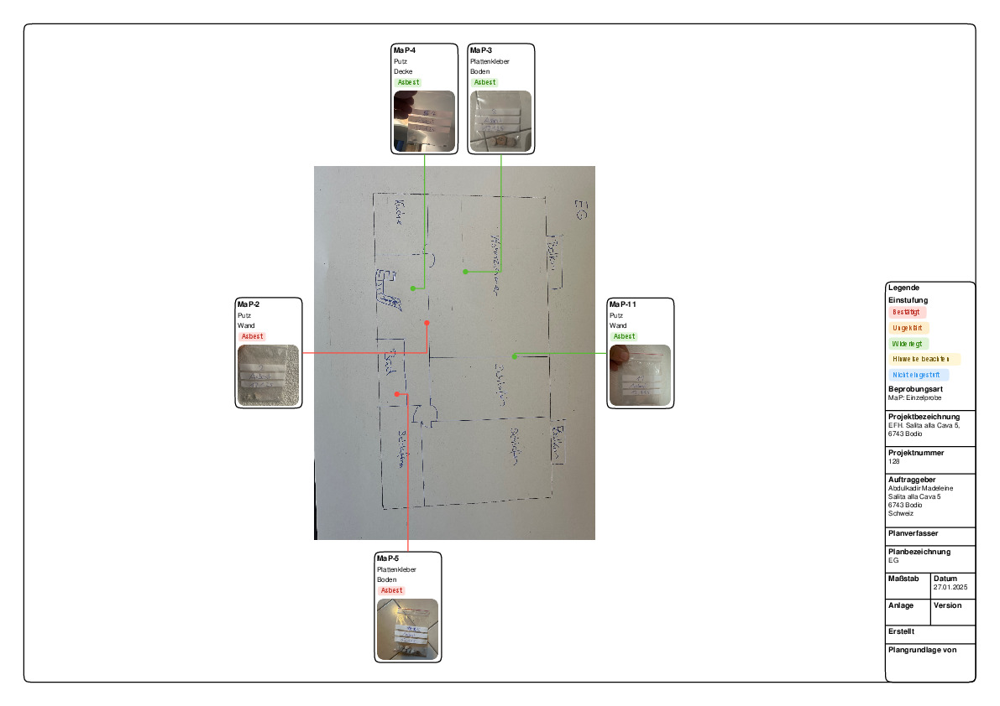 MaP-4
Putz
Decke
Asbest
MaP-3
Plattenkleber
Boden
Asbest
EG
Küche
Wohnzimmer
Balkon
MaP-2
Putz
Wand
Asbest
MaP-11
Putz
Wand
Asbest
Bad
Balkon
MaP-5
Plattenkleber
Boden
Asbest
Legende
Einstufung
Bestätigt
Ungeklärt
Widerlegt
Hinweise beachten
Nicht eingestuft
Beprobungsart
MaP: Einzelprobe
Projektbezeichnung
EFH. Salita alla Cava 5,
6743 Bodio
Projektnummer
128
Auftraggeber
Abdulkadir Madeleine
Salita alla Cava 5
6743 Bodio
Schweiz
Planverfasser
Planbezeichnung
EG
Maßstab
Datum
27.01.2025
Anlage
Version
Erstellt
Plangrundlage von